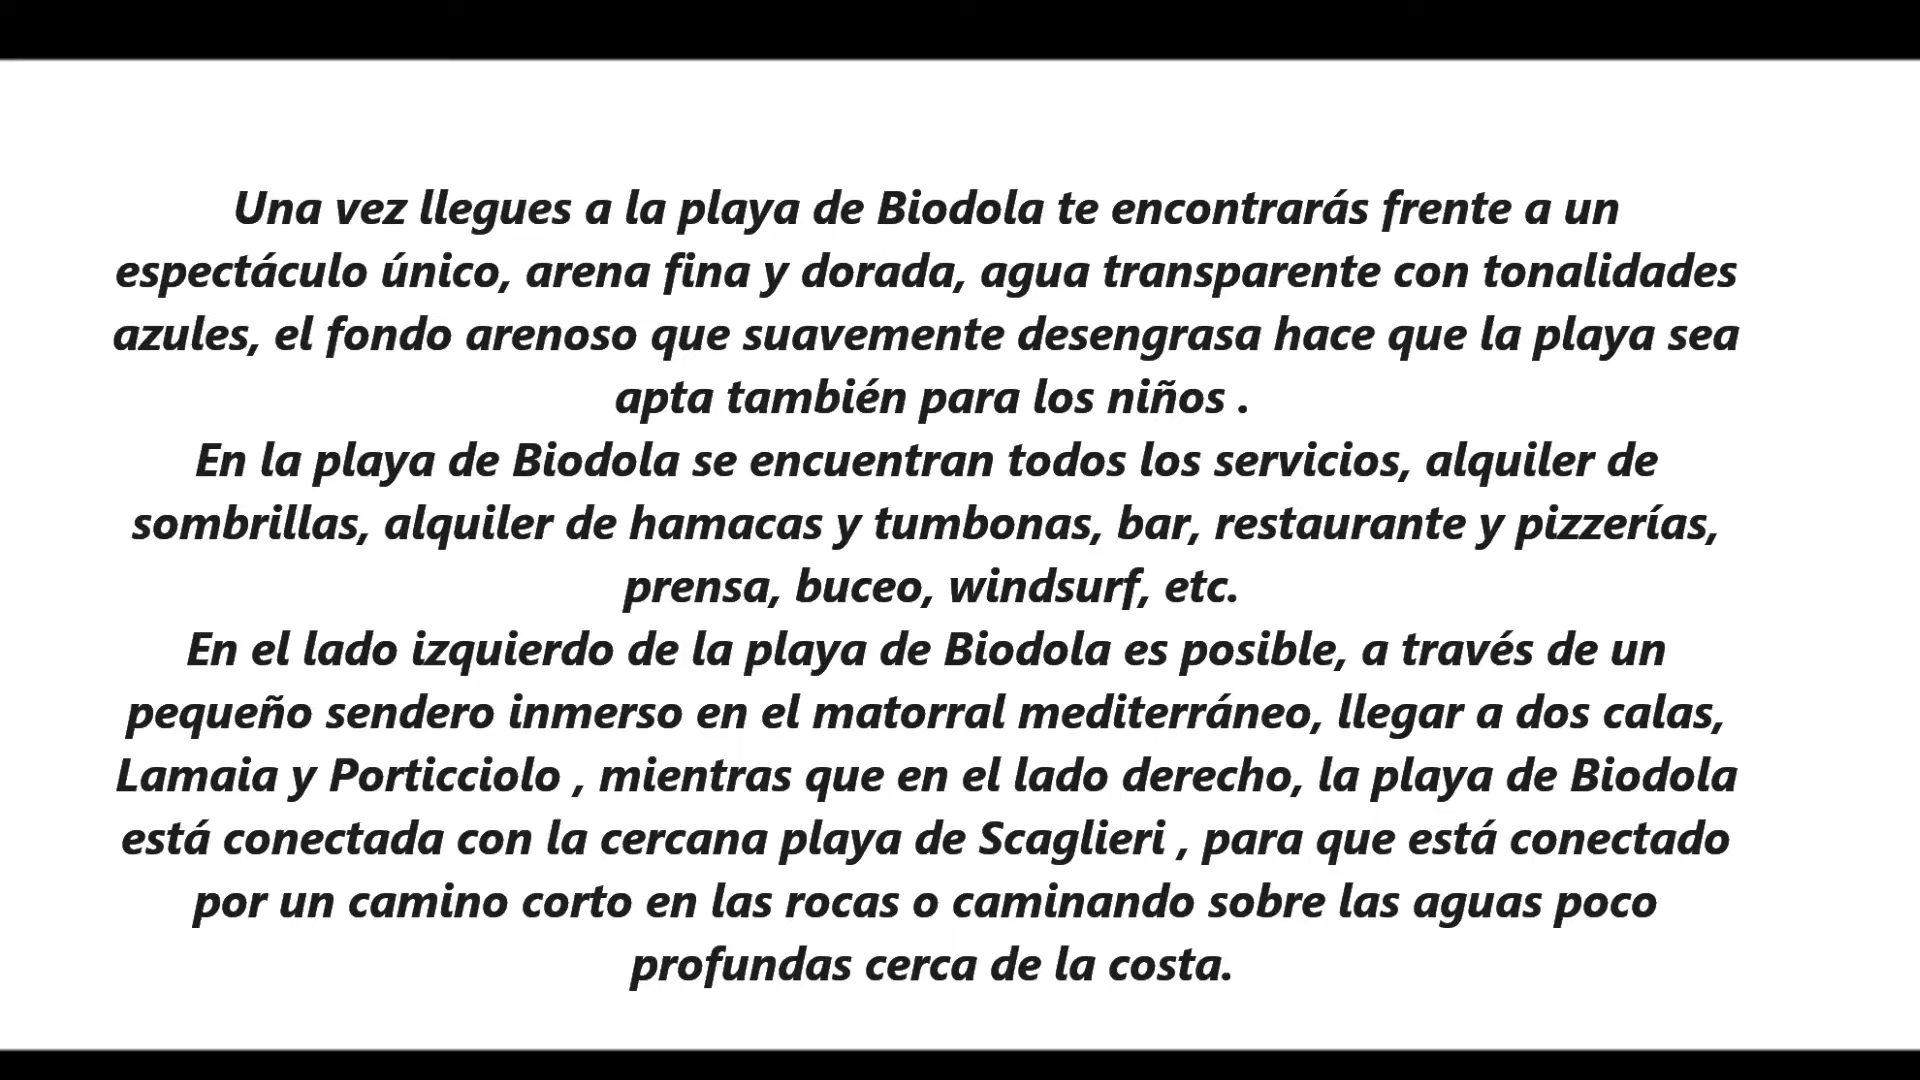 Una vez llegues a la playa de Biodola te encontrarás frente a un
espectáculo único, arena fina y dorada, agua transparente con tonalidades
azules, el fondo arenoso que suavemente desengrasa hace que la playa sea
apta también para los niños .
En la playa de Biodola se encuentran todos los servicios, alquiler de
sombrillas, alquiler de hamacas y tumbonas, bar, restaurante y pizzerías,
prensa, buceo, windsurf, etc.
En el lado izquierdo de la playa de Biodola es posible, a través de un
pequeño sendero inmerso en el matorral mediterráneo, llegar a dos calas,
Lamaia y Porticciolo , mientras que en el lado derecho, la playa de Biodola
está conectada con la cercana playa de Scaglieri , para que está conectado
por un camino corto en las rocas o caminando sobre las aguas poco
profundas cerca de la costa.